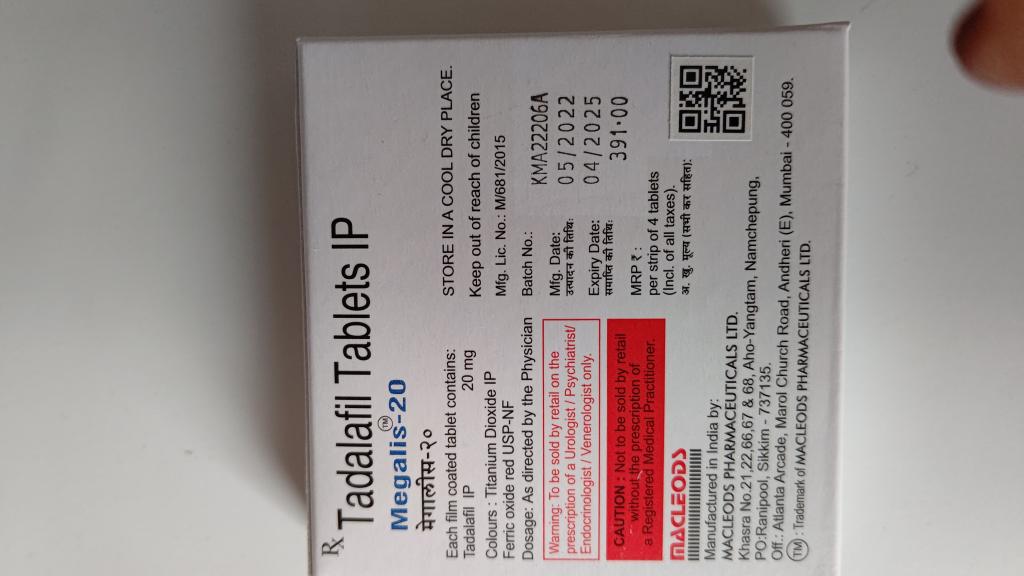 Rx Tadalafil Tablets IP
Megalis™-20
मेगालीस-२०
Each film coated tablet contains:
Tadalafil IP 20 mg
Colours : Titanium Dioxide IP
Ferric oxide red USP-NF
Dosage: As directed by the Physician
Warning: To be sold by retail on the
prescription of a Urologist / Psychiatrist/
Endocrinologist / Venerologist only.
CAUTION : Not to be sold by retail
without the prescription of
a Registered Medical Practitioner.
MACLEODS
Manufactured in India by:
MACLEODS PHARMACEUTICALS LTD.
Khasra No.21,22,66,67 & 68, Aho-Yangtam, Namchepung,
PO:Ranipool, Sikkim - 737135.
Off.: Atlanta Arcade, Marol Church Road, Andheri (E), Mumbai - 400 059.
TM : Trademark of MACLEODS PHARMACEUTICALS LTD.
STORE IN A COOL DRY PLACE.
Keep out of reach of children
Mfg. Lic. No.: M/681/2015
Batch No.: KMA22206A
Mfg. Date: 05/2022
उत्पादन की तिथि:
Expiry Date: 04/2025
समाप्ति की तिथि:
MRP ₹ : 391.00
per strip of 4 tablets
(Incl. of all taxes).
अ. खु. मूल्य (सभी कर सहित):